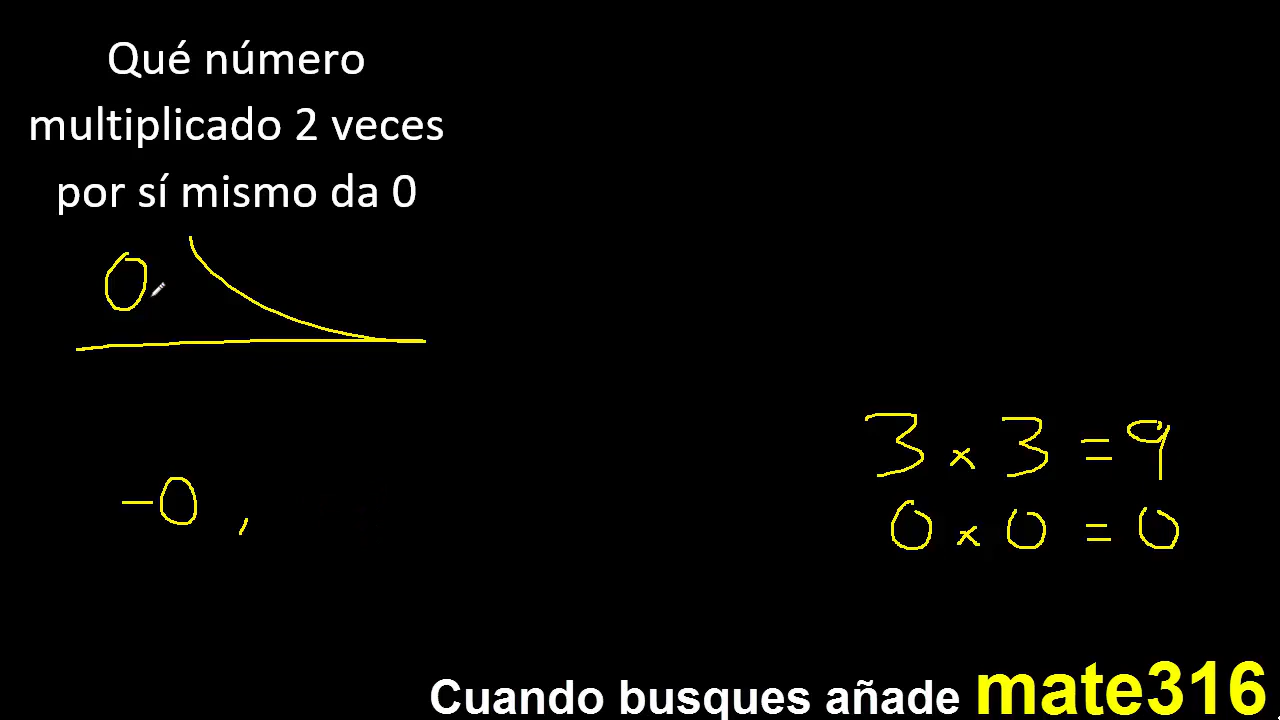 Qué número
multiplicado 2 veces
por sí mismo da 0
0
-0 ,
3 x 3 = 9
0 x 0 = 0
Cuando busques añade mate316